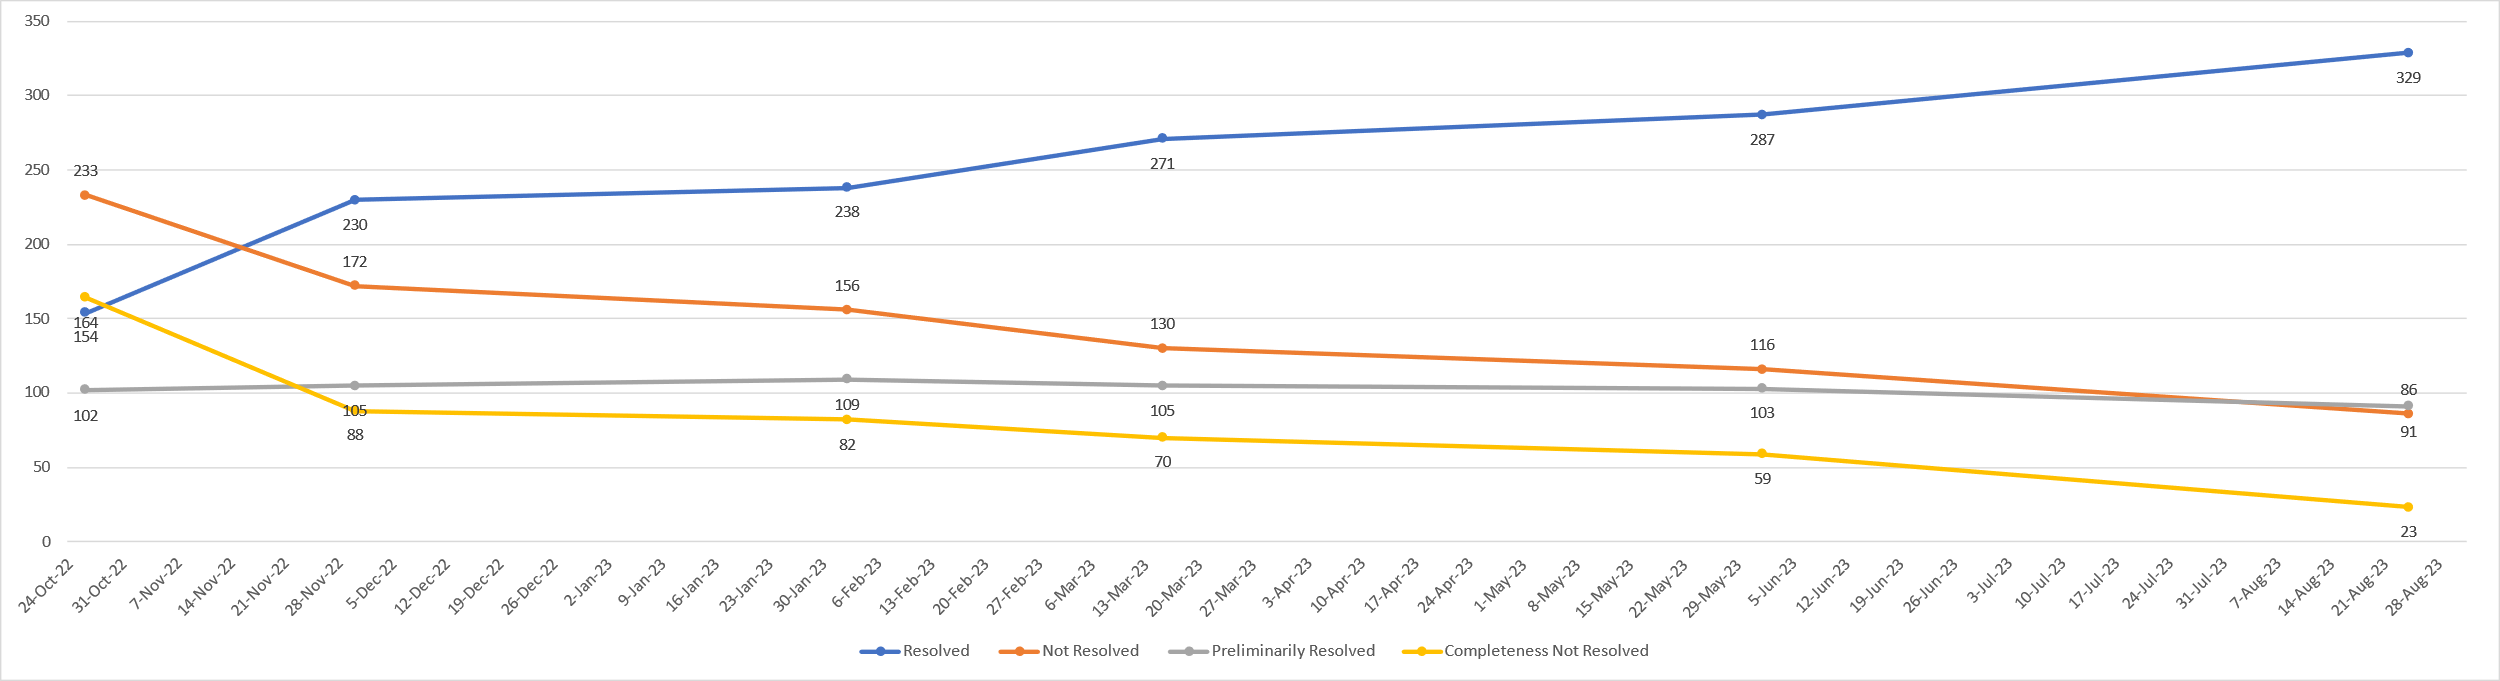 350
300
250
200
150
100
50
0
233
164
154
102
230
172
105
88
238
156
109
82
271
130
105
70
287
116
103
59
329
86
91
23
24-Oct-22
31-Oct-22
7-Nov-22
14-Nov-22
21-Nov-22
28-Nov-22
5-Dec-22
12-Dec-22
19-Dec-22
26-Dec-22
2-Jan-23
9-Jan-23
16-Jan-23
23-Jan-23
30-Jan-23
6-Feb-23
13-Feb-23
20-Feb-23
27-Feb-23
6-Mar-23
13-Mar-23
20-Mar-23
27-Mar-23
3-Apr-23
10-Apr-23
17-Apr-23
24-Apr-23
1-May-23
8-May-23
15-May-23
22-May-23
29-May-23
5-Jun-23
12-Jun-23
19-Jun-23
26-Jun-23
3-Jul-23
10-Jul-23
17-Jul-23
24-Jul-23
31-Jul-23
7-Aug-23
14-Aug-23
21-Aug-23
28-Aug-23
Resolved Not Resolved Preliminarily Resolved Completeness Not Resolved